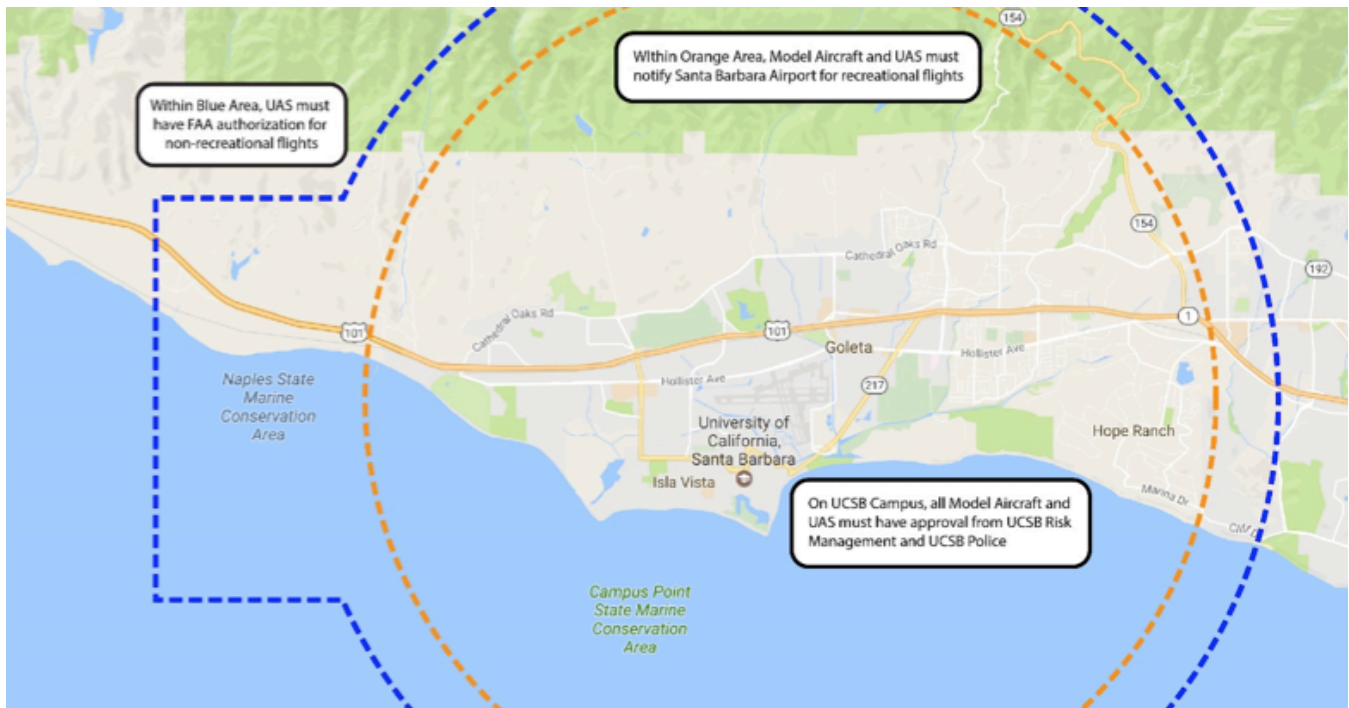 154
WIthin Orange Area, Model Aircraft and UAS must
notify Santa Barbara Airport for recreational flights
Within Blue Area, UAS must
have FAA authorization for
non-recreational flights
154
Cathedral Oaks Rd
192
101
Cathedral Oaks Rd
101
1
Goleta
Hollister Ave
Hollister Ave
217
Naples State
Marine
Conservation
Area
University of
California,
Santa Barbara
Hope Ranch
Isla Vista
Marina Dr
Cliff D
On UCSB Campus, all Model Aircraft and
UAS must have approval from UCSB Risk
Management and UCSB Police
Campus Point
State Marine
Conservation
Area